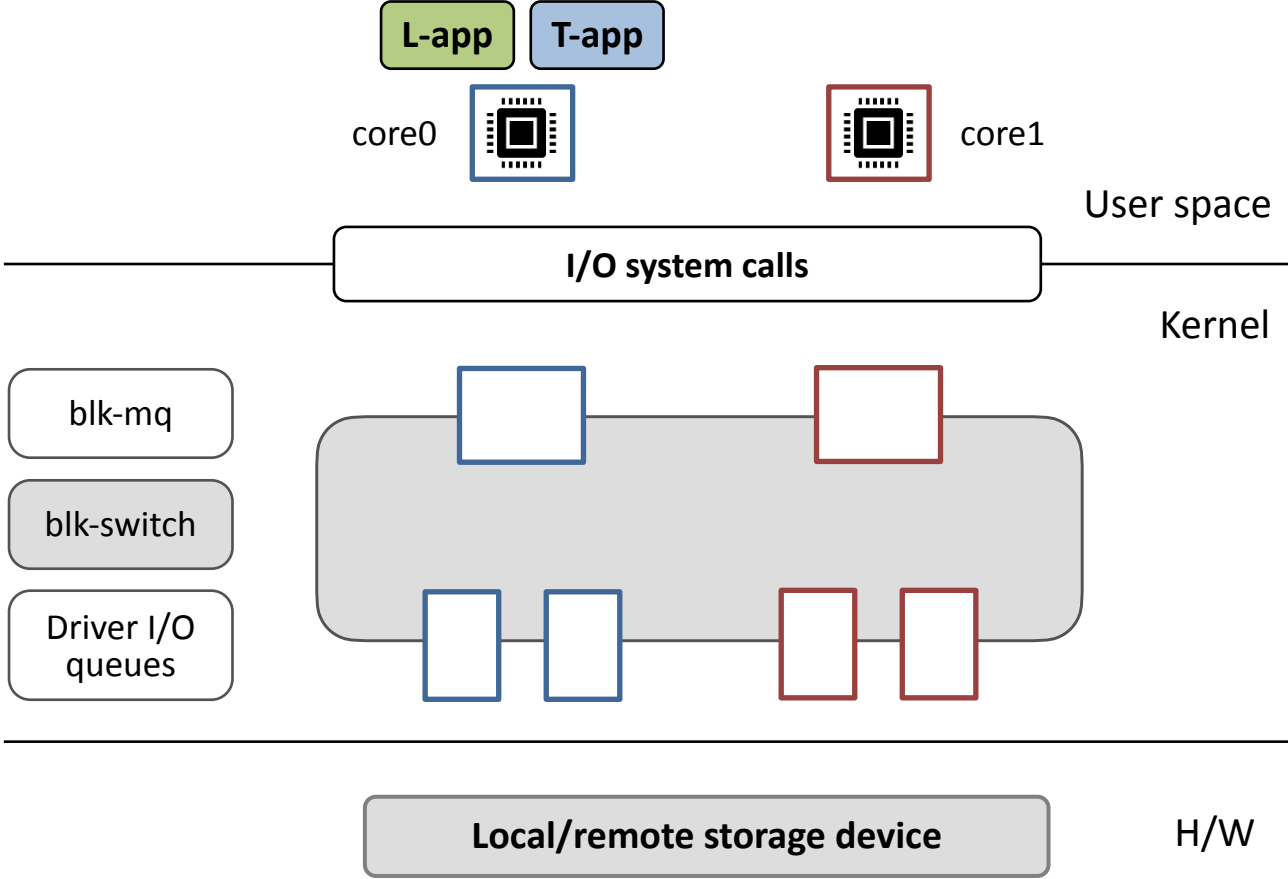 L-app
T-app
core0
core1
User space
I/O system calls
Kernel
blk-mq
blk-switch
Driver I/O
queues
Local/remote storage device
H/W